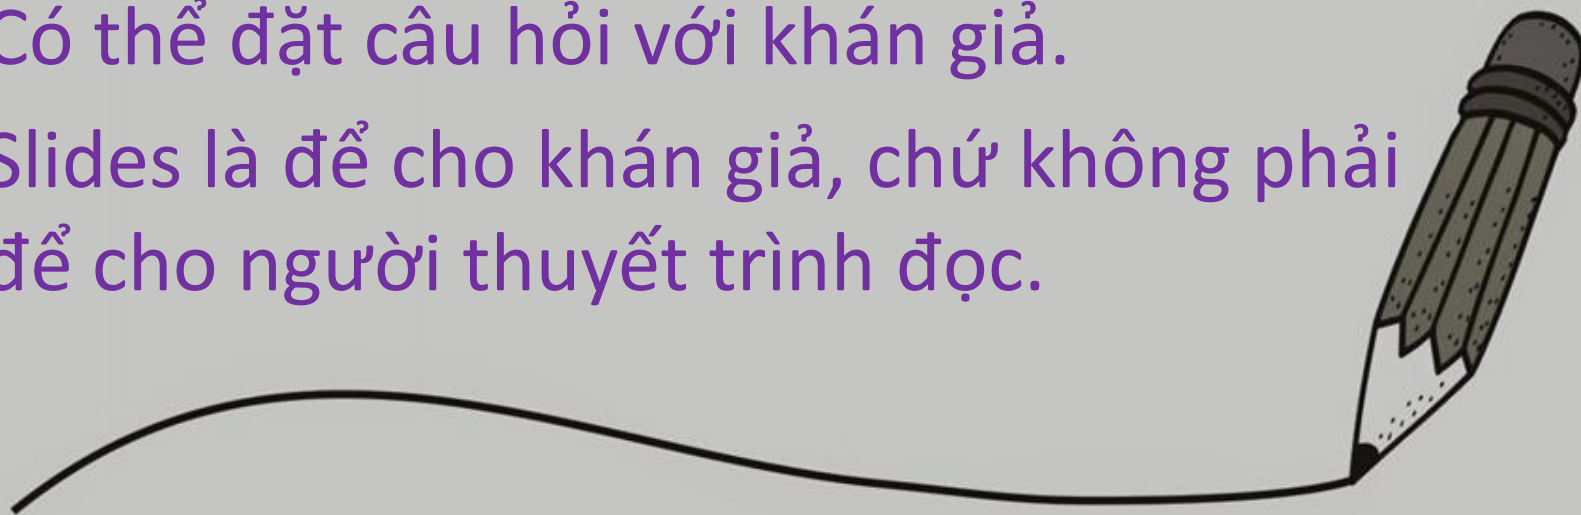 Có thể đặt câu hỏi với khán giả.
Slides là để cho khán giả, chứ không phải
để cho người thuyết trình đọc.